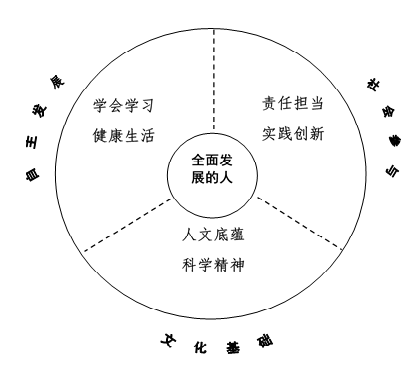 自主发展
学会学习
健康生活
社会参与
责任担当
实践创新
全面发
展的人
人文底蕴
科学精神
文化基础